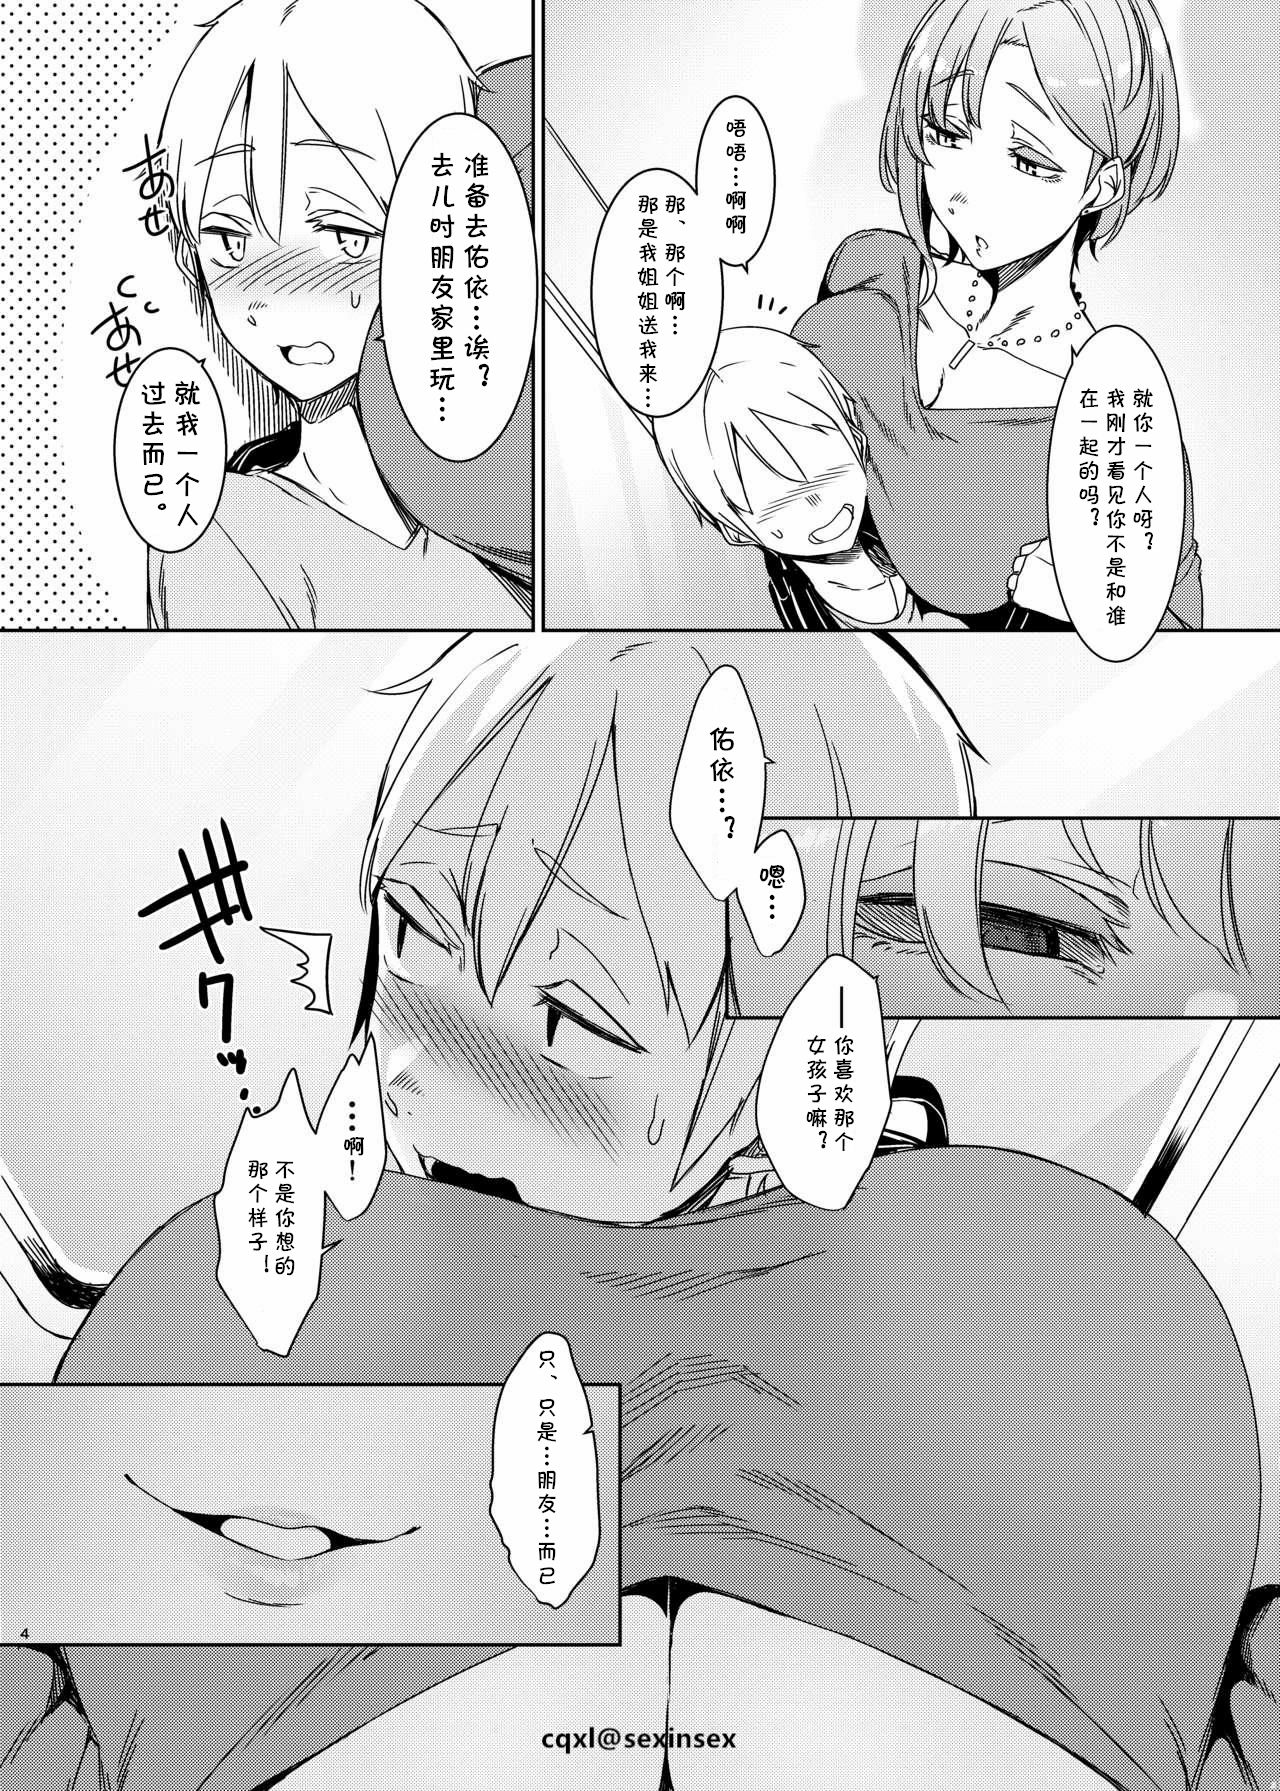 就你一个人呀？
我刚才看见你不是和谁
在一起的吗？
唔唔…啊啊
那、那个啊…
那是我姐姐送我来…
准备去佑依…诶？
去儿时朋友家里玩…
就我一个人
过去而已。
あせ
あせ
佑依…？
嗯…
——你喜欢那个
女孩子嘛？
ギクッ
…啊！
不是你想的
那个样子！
只、只是…朋友…而已
4
cqxl@sexinsex